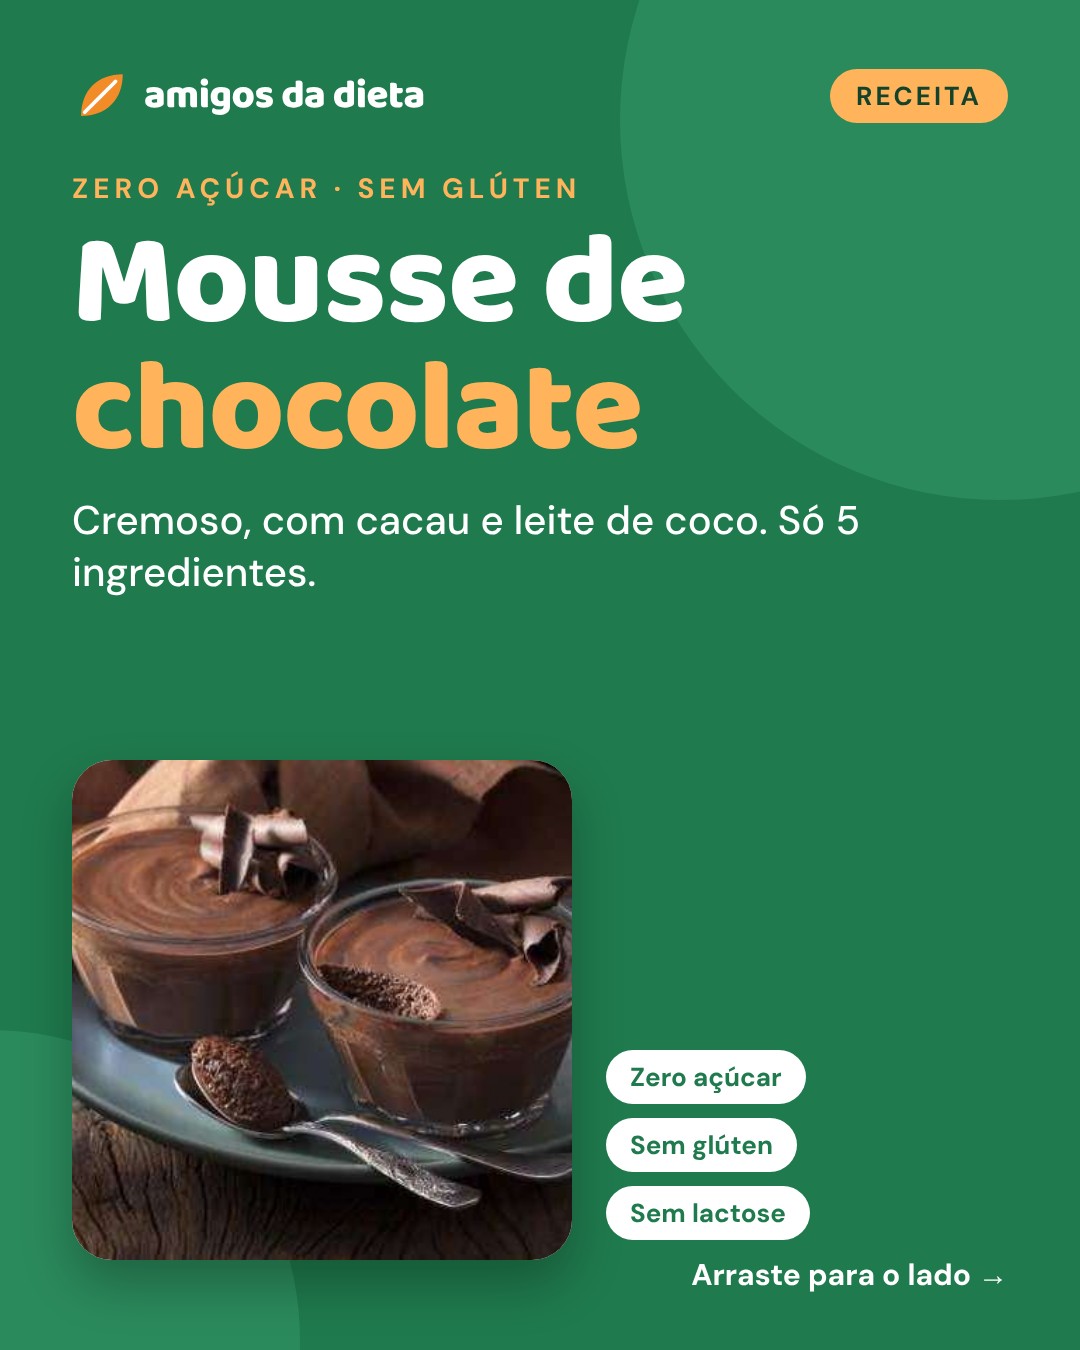 amigos da dieta
RECEITA
ZERO AÇÚCAR · SEM GLÚTEN
Mousse de
chocolate
Cremoso, com cacau e leite de coco. Só 5
ingredientes.
Zero açúcar
Sem glúten
Sem lactose
Arraste para o lado →